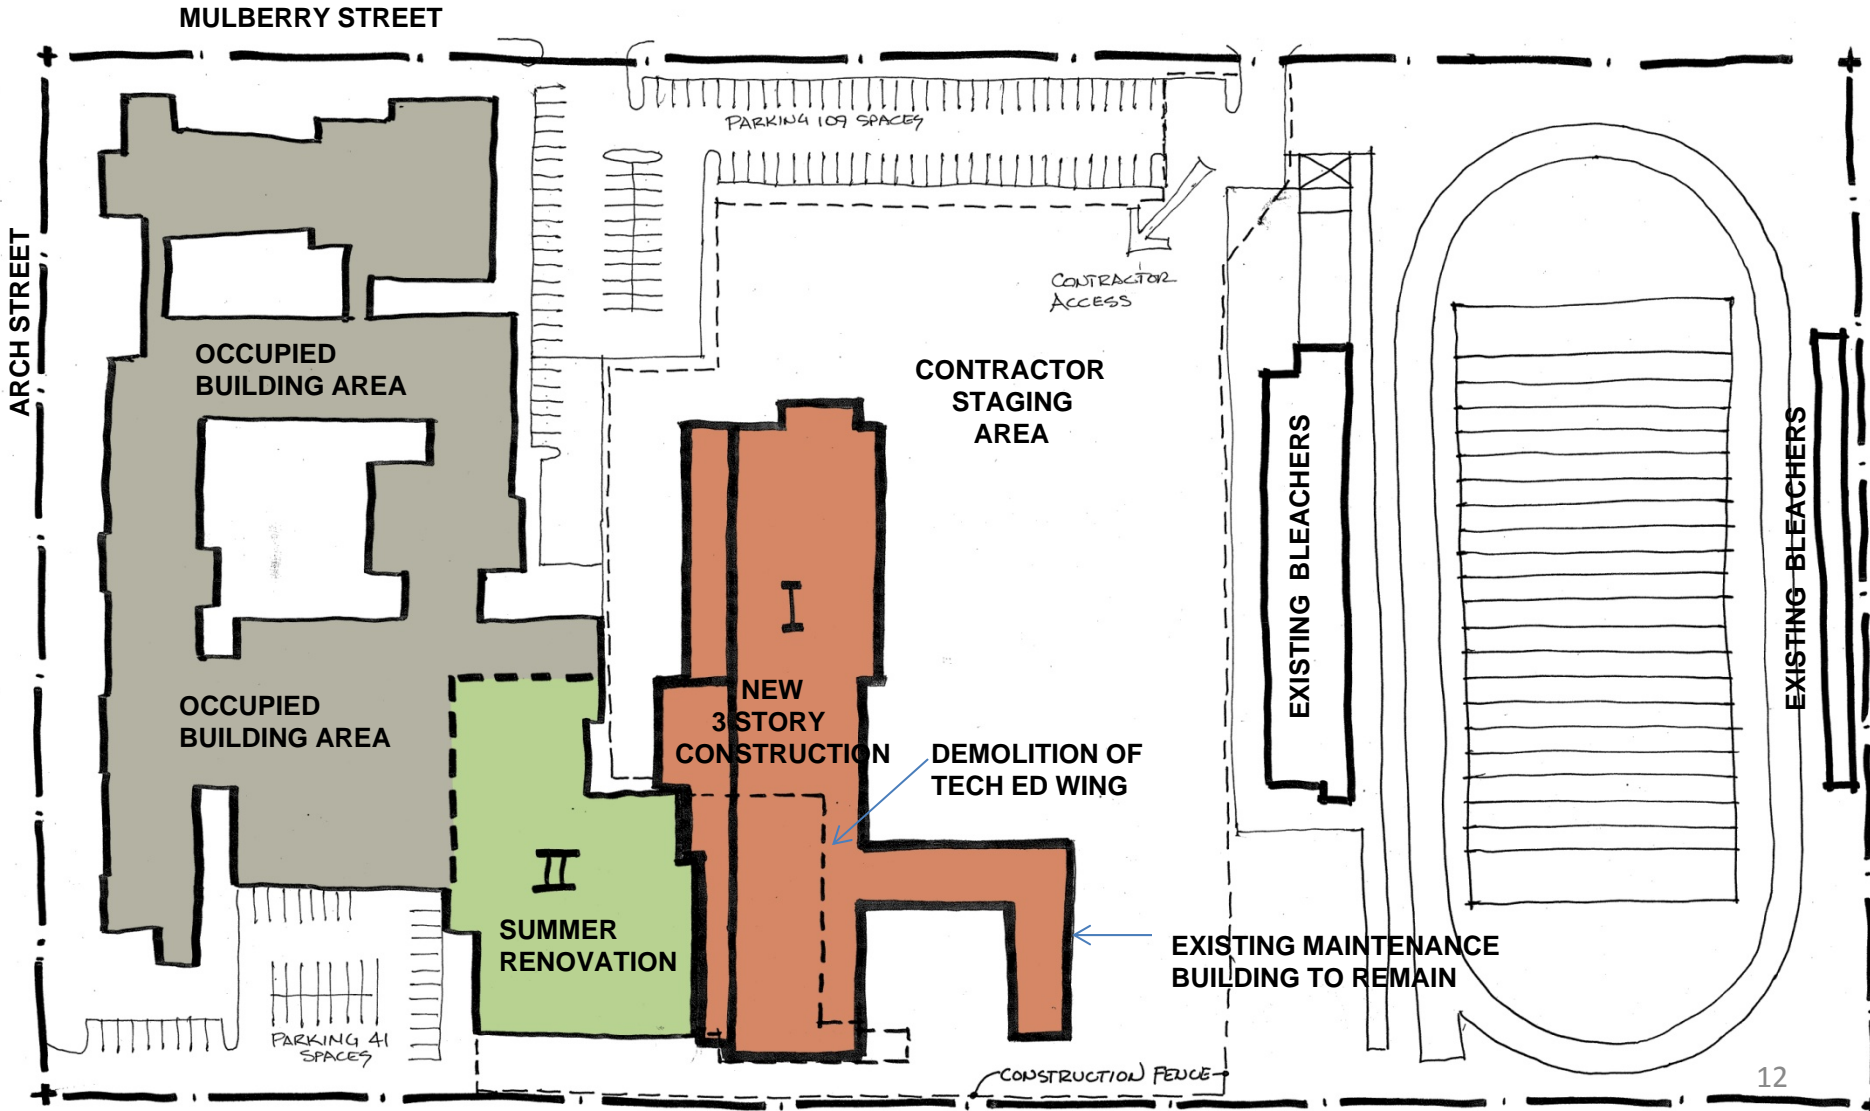 MULBERRY STREET
PARKING 109 SPACES
ARCH STREET
CONTRACTOR
ACCESS
OCCUPIED
BUILDING AREA
CONTRACTOR
STAGING
AREA
EXISTING BLEACHERS
EXISTING BLEACHERS
I
NEW
3 STORY
CONSTRUCTION
OCCUPIED
BUILDING AREA
DEMOLITION OF
TECH ED WING
II
SUMMER
RENOVATION
EXISTING MAINTENANCE
BUILDING TO REMAIN
PARKING 41
SPACES
CONSTRUCTION FENCE
12